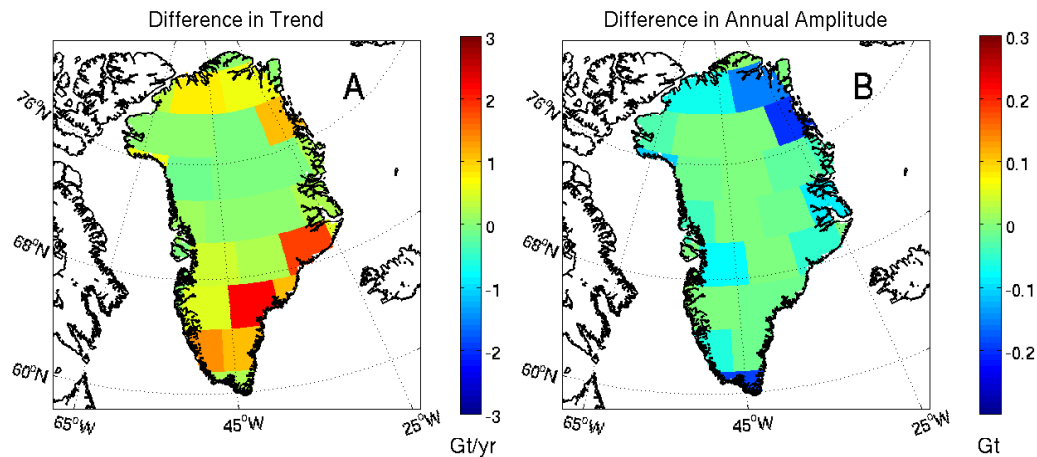 Difference in Trend
A
76°N
68°N
60°N
65°W
45°W
25°W
3
2
1
0
-1
-2
-3
Gt/yr
Difference in Annual Amplitude
B
76°N
68°N
60°N
65°W
45°W
25°W
0.3
0.2
0.1
0
-0.1
-0.2
Gt